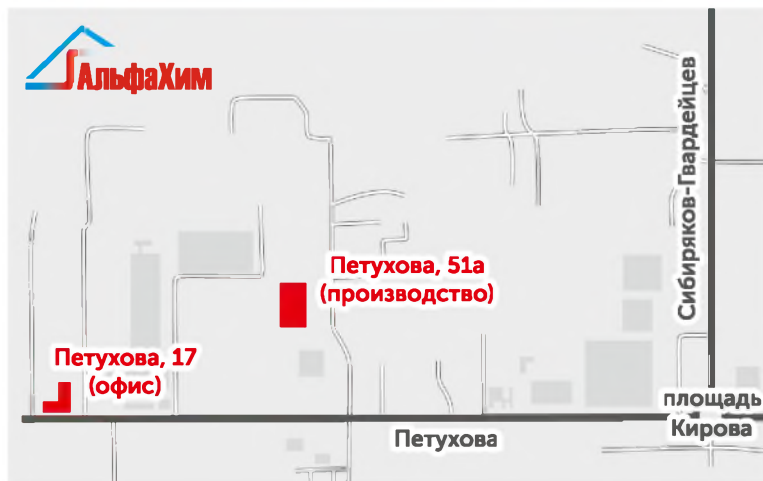 АльфаХим
Сибиряков-Гвардейцев
Петухова, 51а
(производство)
Петухова, 17
(офис)
площадь
Кирова
Петухова